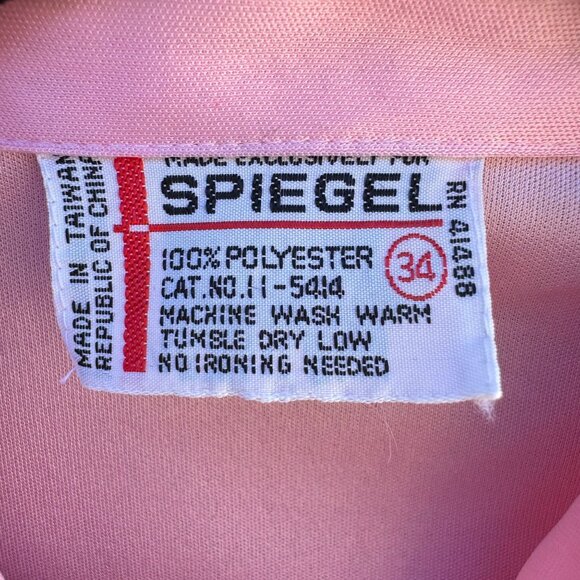 MADE EXCLUSIVELY FOR
SPIEGEL
100% POLYESTER
CAT.NO.11-5414
MACHINE WASH WARM
TUMBLE DRY LOW
NO IRONING NEEDED
34
RN 41488
MADE IN TAIWAN
REPUBLIC OF CHINA